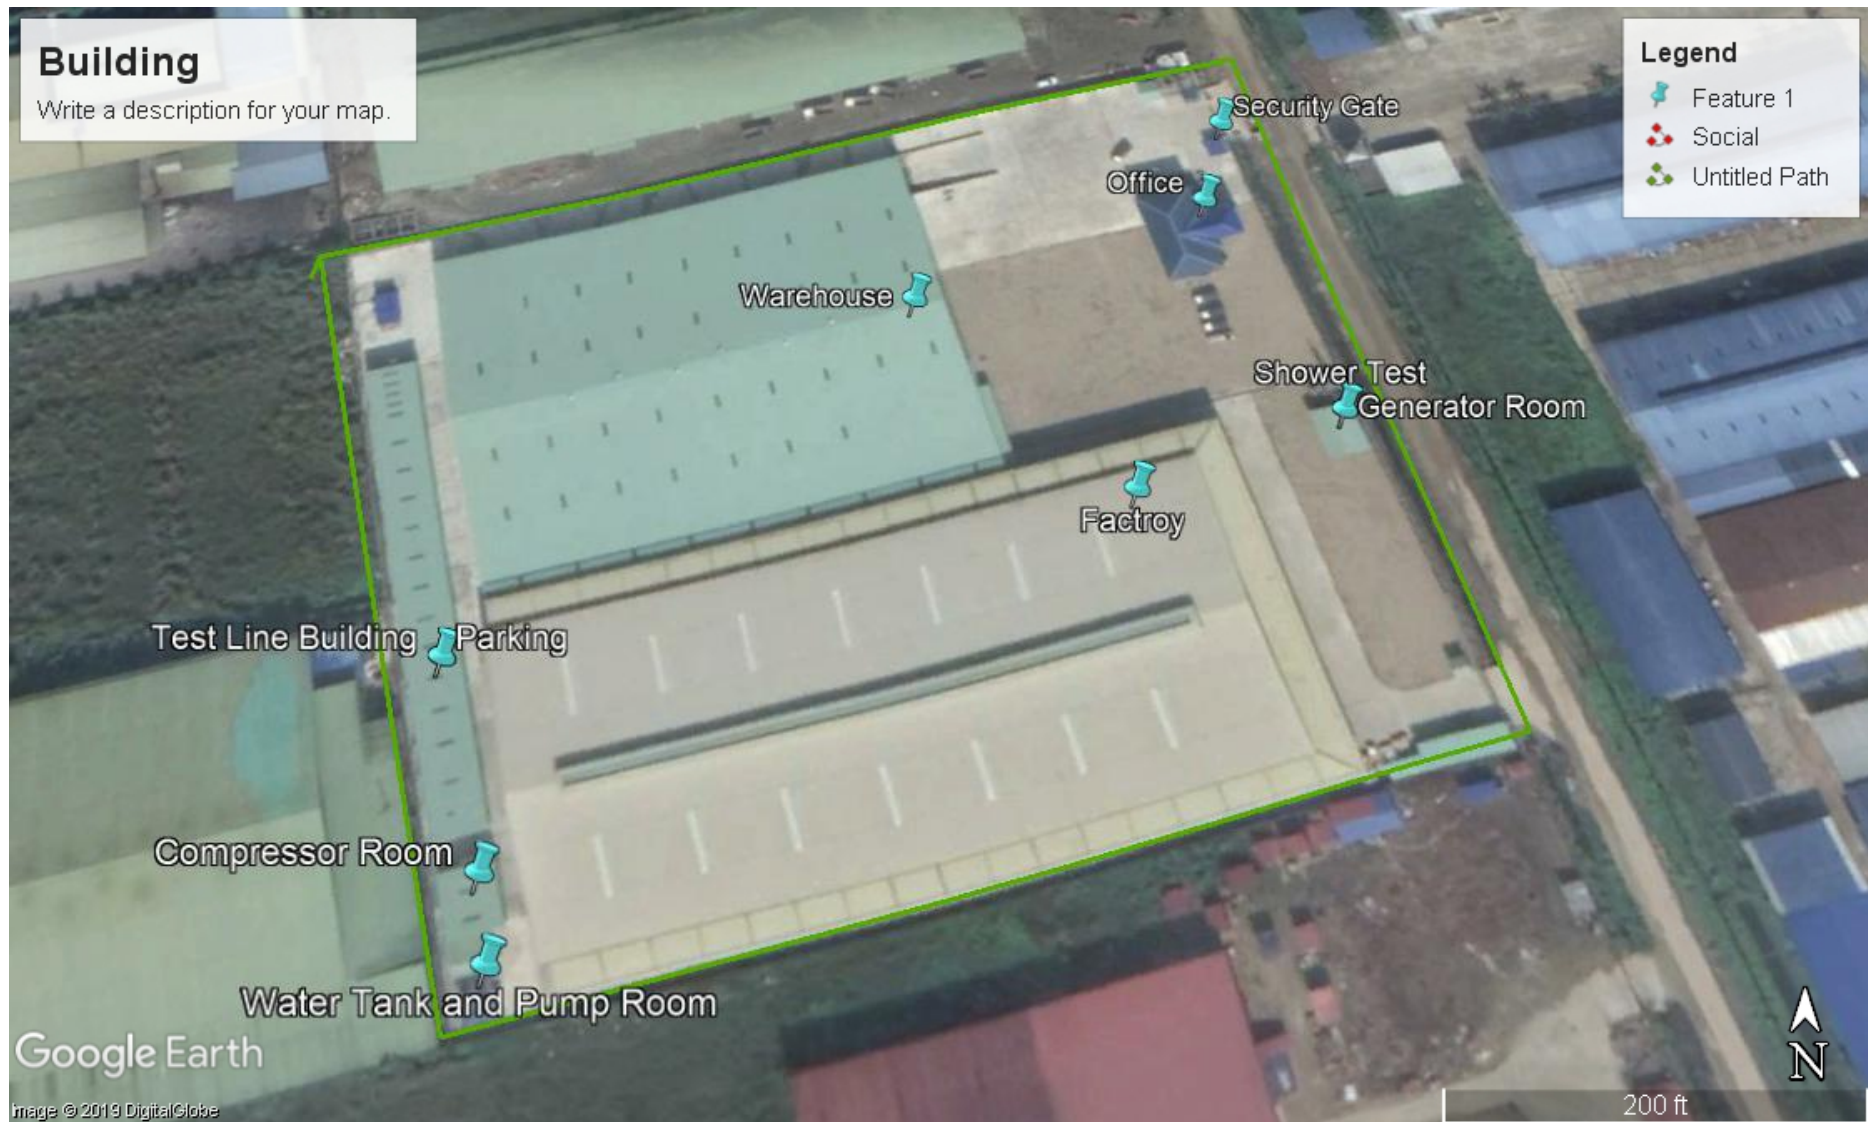 Building
Write a description for your map.
Legend
Feature 1
Social
Untitled Path
Security Gate
Office
Warehouse
Shower Test
Generator Room
Factroy
Test Line Building
Parking
Compressor Room
Water Tank and Pump Room
Google Earth
N
Image © 2019 DigitalGlobe
200 ft